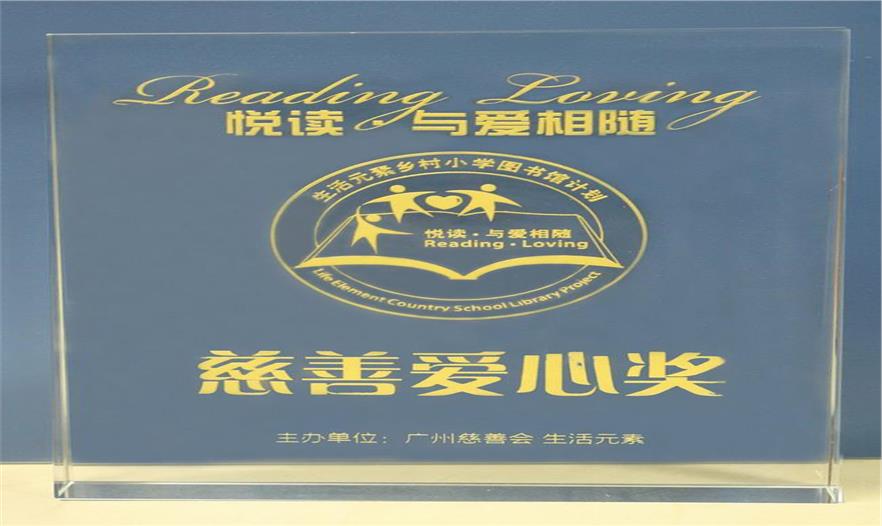 Reading Loving
悦读·与爱相随
生活元素乡村小学图书馆计划
悦读·与爱相随
Reading·Loving
Life Element Country School Library Project
慈善爱心奖
主办单位：广州慈善会 生活元素